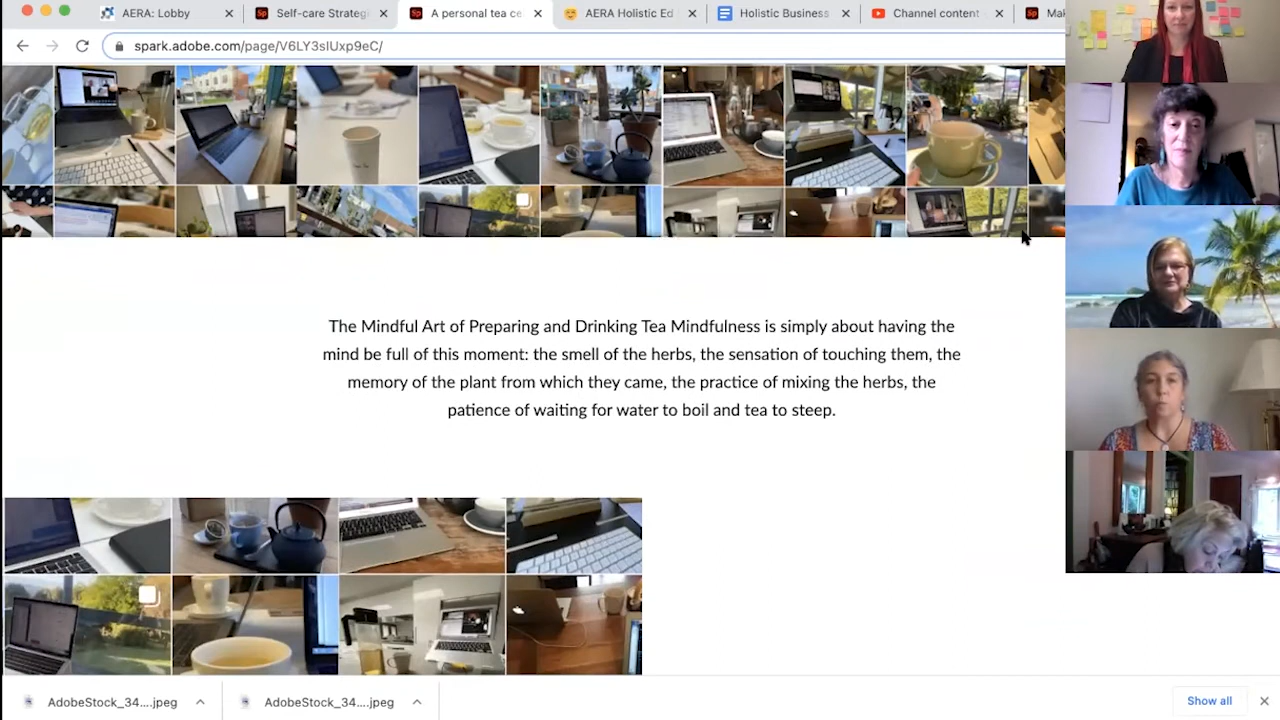 AERA: Lobby
Self-care Strateg
A personal tea ce
AERA Holistic Ed
Holistic Business
Channel content
Mak
spark.adobe.com/page/V6LY3sIUxp9eC/
The Mindful Art of Preparing and Drinking Tea Mindfulness is simply about having the
mind be full of this moment: the smell of the herbs, the sensation of touching them, the
memory of the plant from which they came, the practice of mixing the herbs, the
patience of waiting for water to boil and tea to steep.
AdobeStock_34....jpeg
AdobeStock_34....jpeg
Show all